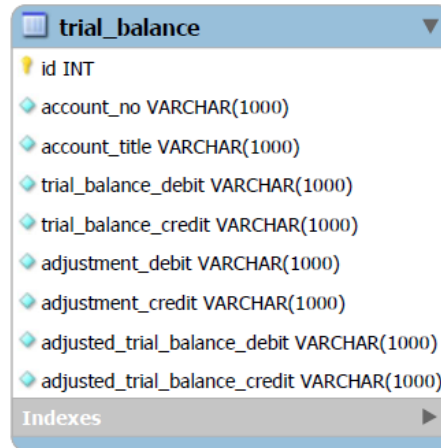 trial_balance
id INT
account_no VARCHAR(1000)
account_title VARCHAR(1000)
trial_balance_debit VARCHAR(1000)
trial_balance_credit VARCHAR(1000)
adjustment_debit VARCHAR(1000)
adjustment_credit VARCHAR(1000)
adjusted_trial_balance_debit VARCHAR(1000)
adjusted_trial_balance_credit VARCHAR(1000)
Indexes